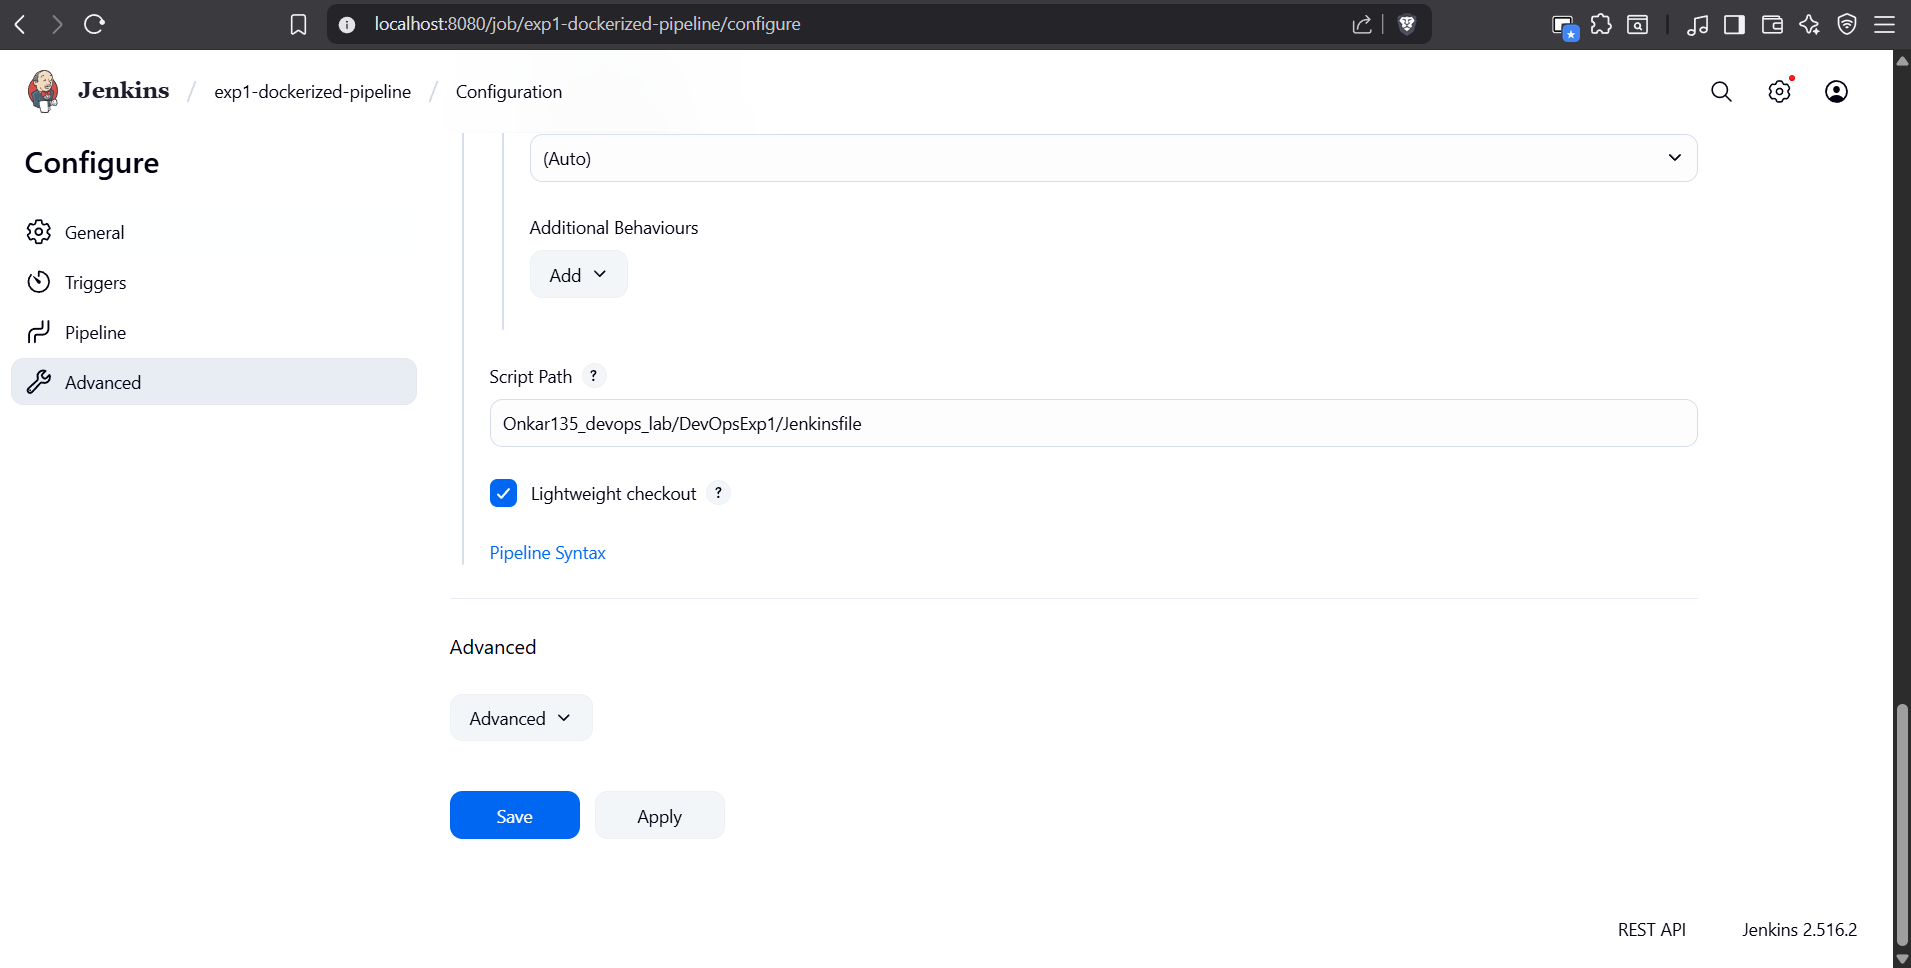 localhost:8080/job/exp1-dockerized-pipeline/configure
Jenkins / exp1-dockerized-pipeline / Configuration
Configure
General
Triggers
Pipeline
Advanced
(Auto)
Additional Behaviours
Add
Script Path ?
Onkar135_devops_lab/DevOpsExp1/Jenkinsfile
Lightweight checkout ?
Pipeline Syntax
Advanced
Advanced
Save
Apply
REST API
Jenkins 2.516.2